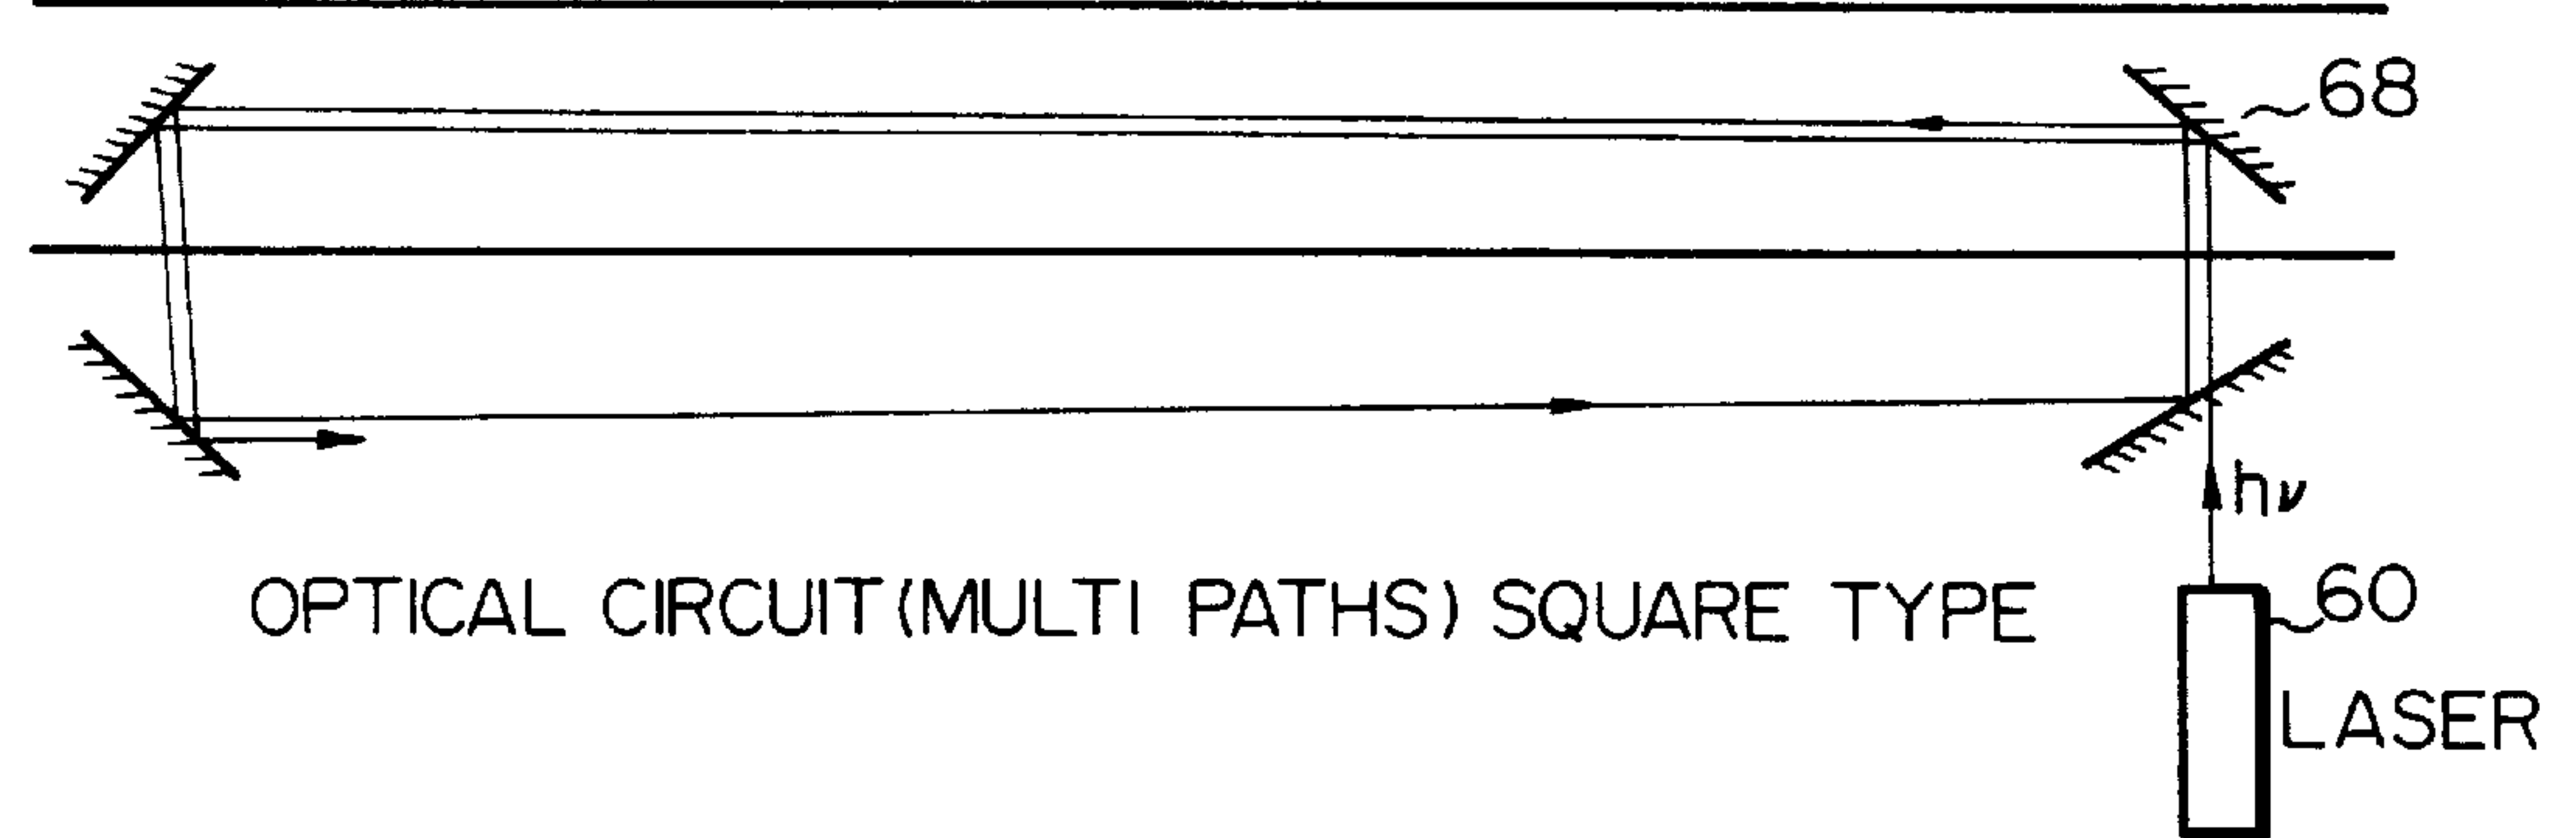 68
hν
OPTICAL CIRCUIT(MULTI PATHS) SQUARE TYPE
60
LASER